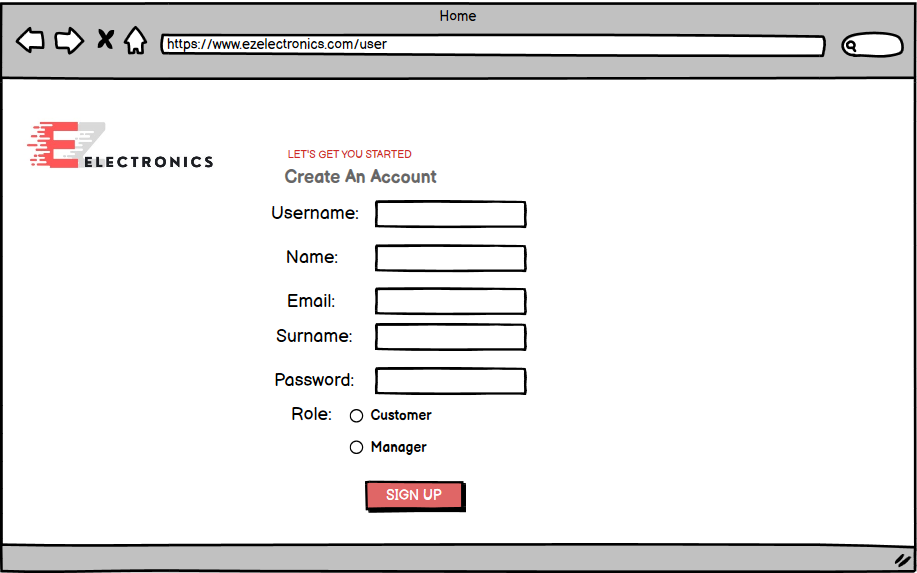 Home
https://www.ezelectronics.com/user
EZ
ELECTRONICS
LET'S GET YOU STARTED
Create An Account
Username:
Name:
Email:
Surname:
Password:
Role: Customer
Manager
SIGN UP